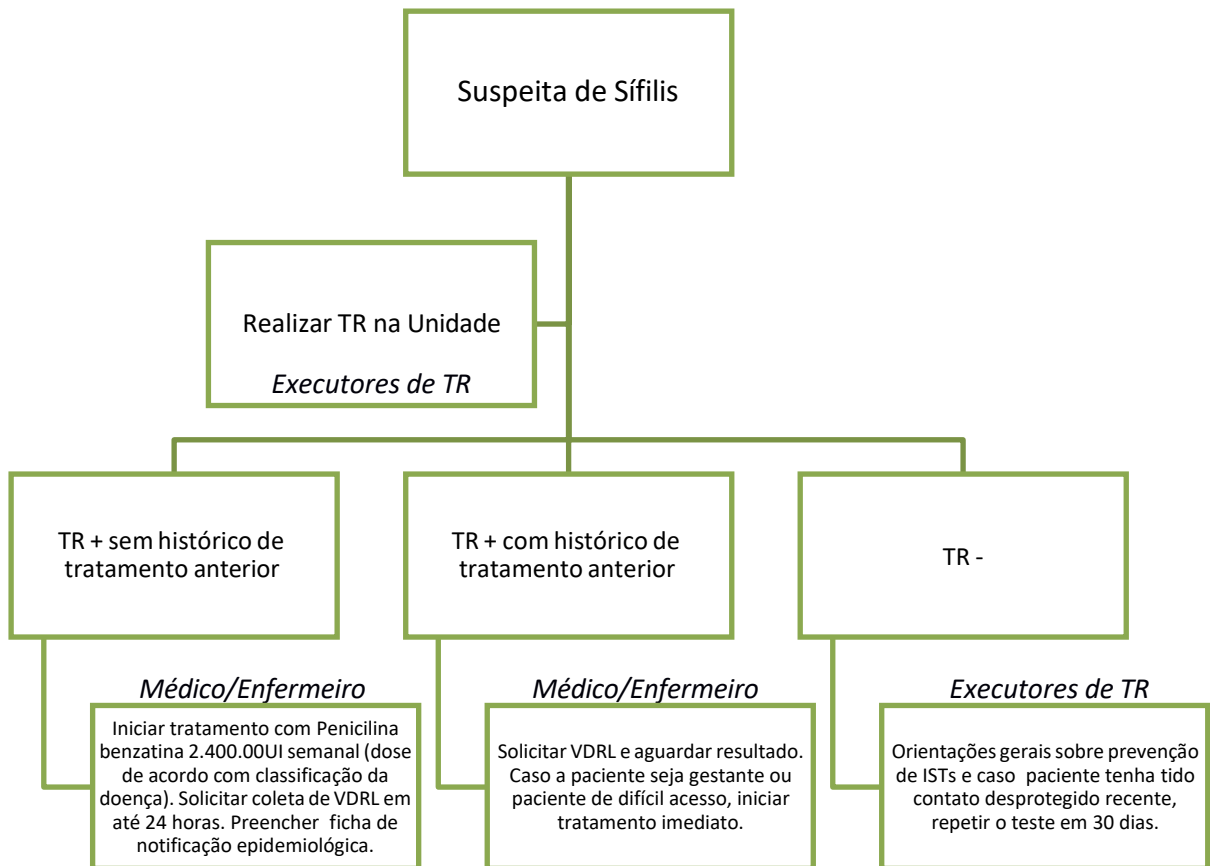 Suspeita de Sífilis
Realizar TR na Unidade
Executores de TR
TR + sem histórico de
tratamento anterior
TR + com histórico de
tratamento anterior
TR -
Médico/Enfermeiro
Iniciar tratamento com Penicilina
benzatina 2.400.00UI semanal (dose
de acordo com classificação da
doença). Solicitar coleta de VDRL em
até 24 horas. Preencher ficha de
notificação epidemiológica.
Médico/Enfermeiro
Solicitar VDRL e aguardar resultado.
Caso a paciente seja gestante ou
paciente de difícil acesso, iniciar
tratamento imediato.
Executores de TR
Orientações gerais sobre prevenção
de ISTs e caso paciente tenha tido
contato desprotegido recente,
repetir o teste em 30 dias.